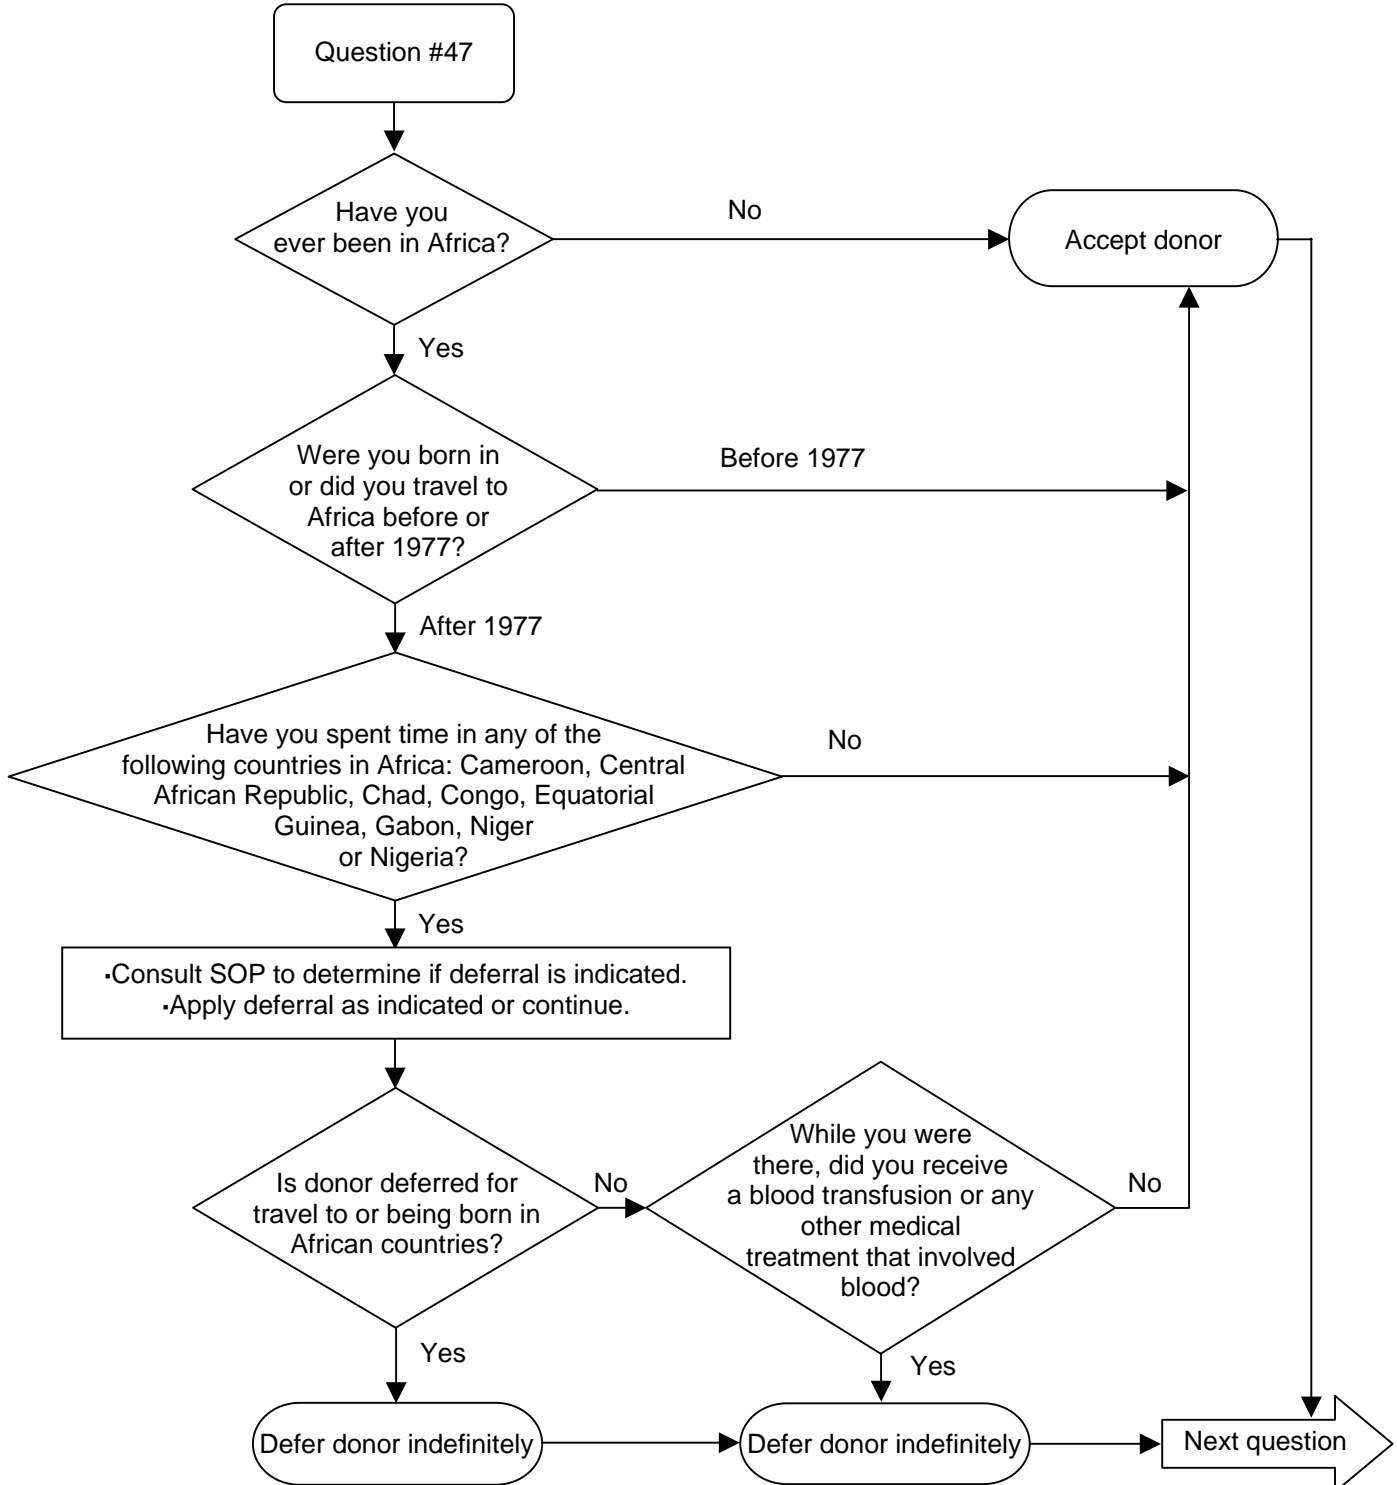 Question #47
Have you
ever been in Africa?
No
Accept donor
Yes
Were you born in
or did you travel to
Africa before or
after 1977?
Before 1977
After 1977
Have you spent time in any of the
following countries in Africa: Cameroon, Central
African Republic, Chad, Congo, Equatorial
Guinea, Gabon, Niger
or Nigeria?
No
Yes
▪Consult SOP to determine if deferral is indicated.
▪Apply deferral as indicated or continue.
Is donor deferred for
travel to or being born in
African countries?
No
While you were
there, did you receive
a blood transfusion or any
other medical
treatment that involved
blood?
No
Yes
Yes
Defer donor indefinitely
Defer donor indefinitely
Next question